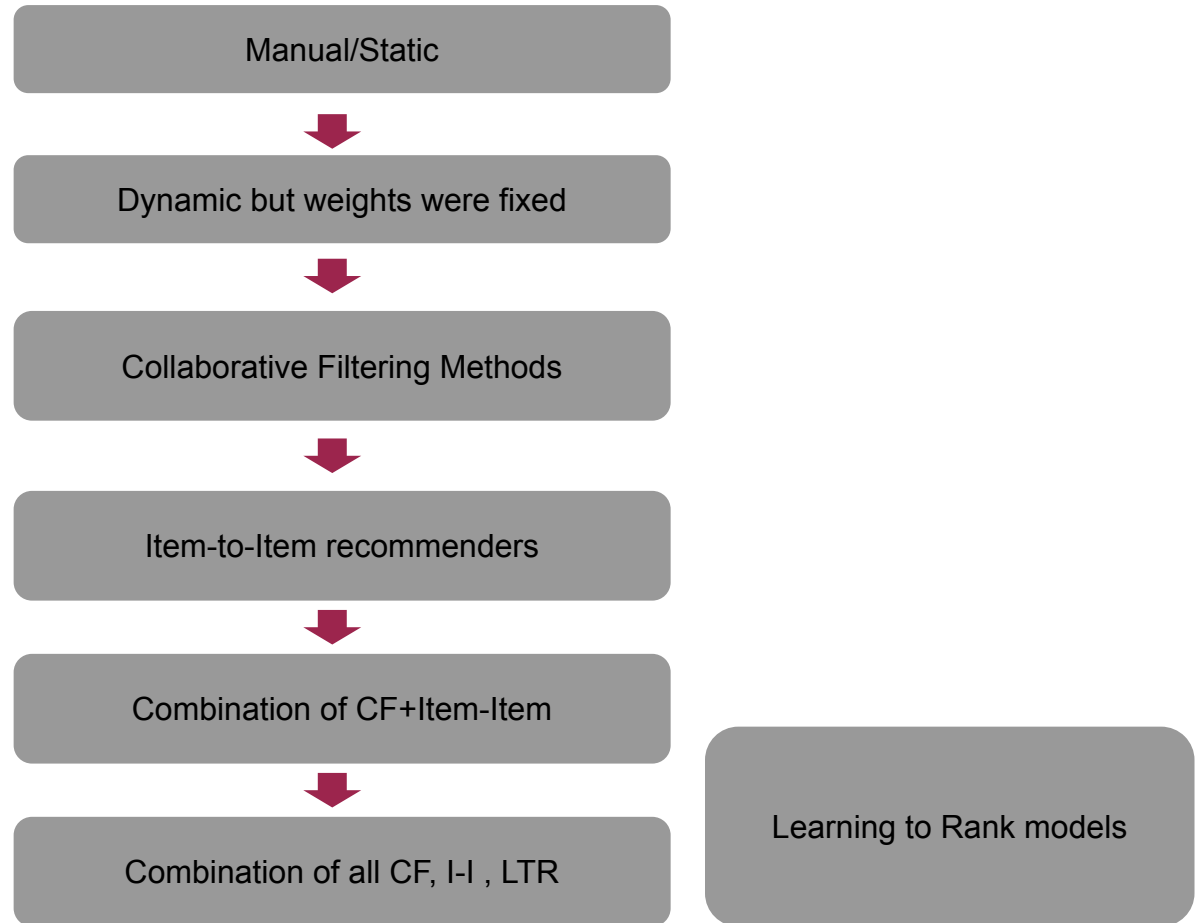 Manual/Static
Dynamic but weights were fixed
Collaborative Filtering Methods
Item-to-Item recommenders
Combination of CF+Item-Item
Combination of all CF, I-I , LTR
Learning to Rank models